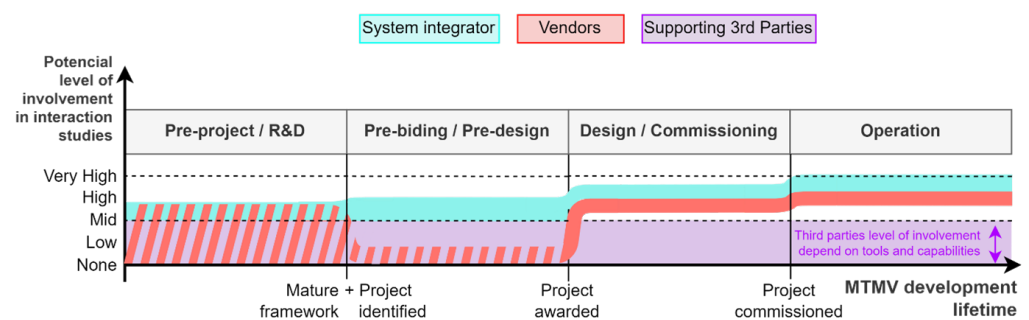 System integrator
Vendors
Supporting 3rd Parties
Potencial
level of
involvement
in interaction
studies
Pre-project / R&D
Pre-biding / Pre-design
Design / Commissioning
Operation
Very High
High
Mid
Low
None
Third parties level of involvement
depend on tools and capabilities
Mature + Project
framework identified
Project
awarded
Project
commissioned
MTMV development
lifetime